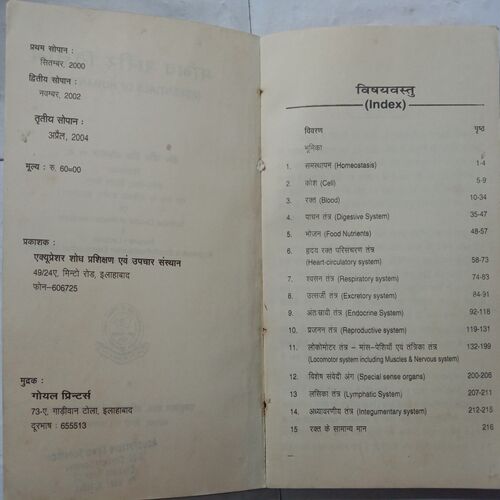 प्रथम सोपान :
सितम्बर, 2000
द्वितीय सोपान :
नवम्बर, 2002
तृतीय सोपान :
अप्रैल, 2004
मूल्य : रु. 60=00
प्रकाशक :
एक्यूप्रेशर शोध प्रशिक्षण एवं उपचार संस्थान
49/24ए, मिन्टो रोड, इलाहाबाद
फोन-606725
मुद्रक :
गोयल प्रिन्टर्स
73-ए, गाड़ीवान टोला, इलाहाबाद
दूरभाष : 655513
विषयवस्तु
(Index)
विवरण पृष्ठ
भूमिका
1. समस्थापन (Homeostasis) 1-4
2. कोश (Cell) 5-9
3. रक्त (Blood) 10-34
4. पाचन तंत्र (Digestive System) 35-47
5. भोजन (Food Nutrients) 48-57
6. हृदय रक्त परिसंचरण तंत्र
(Heart-circulatory system) 58-73
7. श्वसन तंत्र (Respiratory system) 74-83
8. उत्सर्जी तंत्र (Excretory system) 84-91
9. अंतःस्रावी तंत्र (Endocrine System) 92-118
10. प्रजनन तंत्र (Reproductive system) 119-131
11. लोकोमोटर तंत्र – मांस-पेशियाँ एवं तंत्रिका तंत्र 132-199
(Locomotor system including Muscles & Nervous system)
12. विशेष संवेदी अंग (Special sense organs) 200-206
13 लसिका तंत्र (Lymphatic System) 207-211
14. अध्यावरणीय तंत्र (Integumentary system) 212-215
15 रक्त के सामान्य मान 216